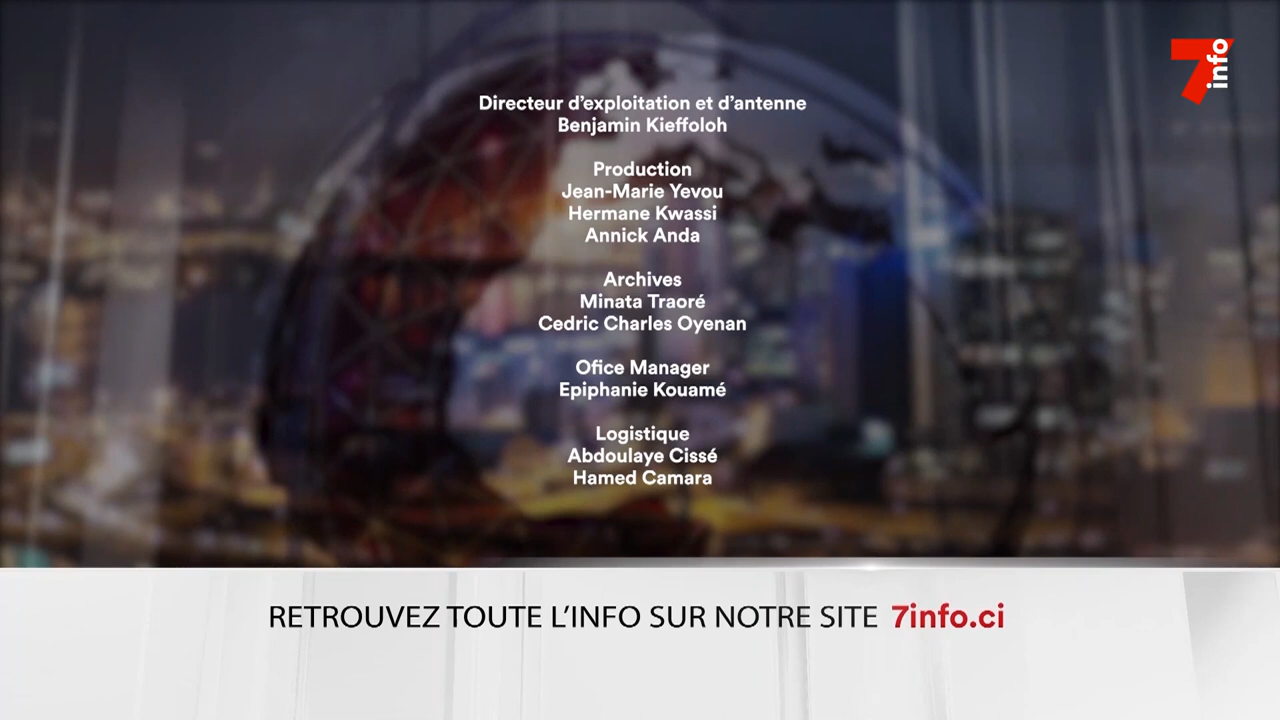 7info
Directeur d’exploitation et d’antenne
Benjamin Kieffoloh
Production
Jean-Marie Yevou
Hermane Kwassi
Annick Anda
Archives
Minata Traoré
Cedric Charles Oyenan
Ofice Manager
Epiphanie Kouamé
Logistique
Abdoulaye Cissé
Hamed Camara
RETROUVEZ TOUTE L’INFO SUR NOTRE SITE 7info.ci